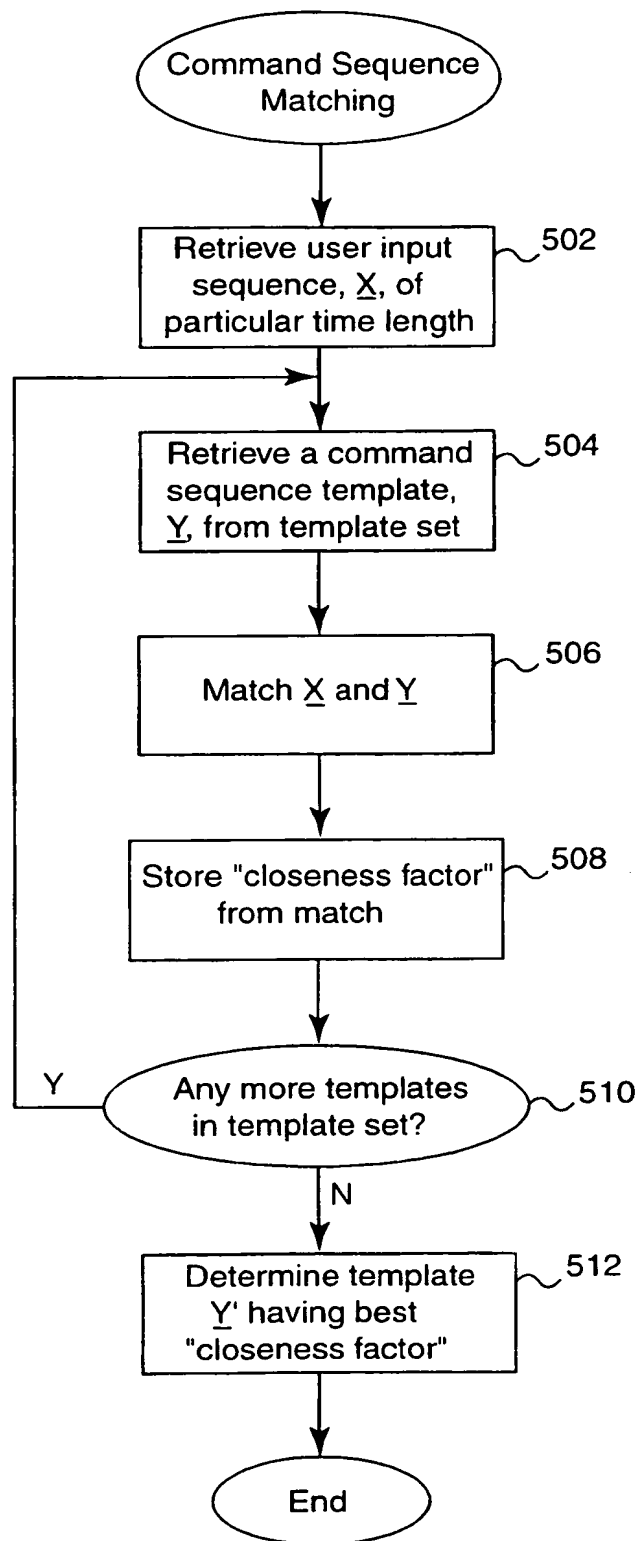 Command Sequence
Matching
Retrieve user input
sequence, X, of
particular time length
502
Retrieve a command
sequence template,
Y, from template set
504
Match X and Y
506
Store "closeness factor"
from match
508
Any more templates
in template set?
510
Y
N
Determine template
Y' having best
"closeness factor"
512
End